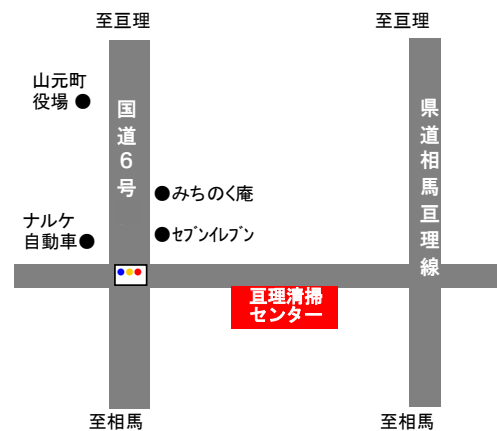 至亘理
至亘理
山元町
役場 ●
国道6号
県道相馬亘理線
●みちのく庵
ナルケ
自動車●
●ｾﾌﾞﾝｲﾚﾌﾞﾝ
亘理清掃
センター
至相馬
至相馬